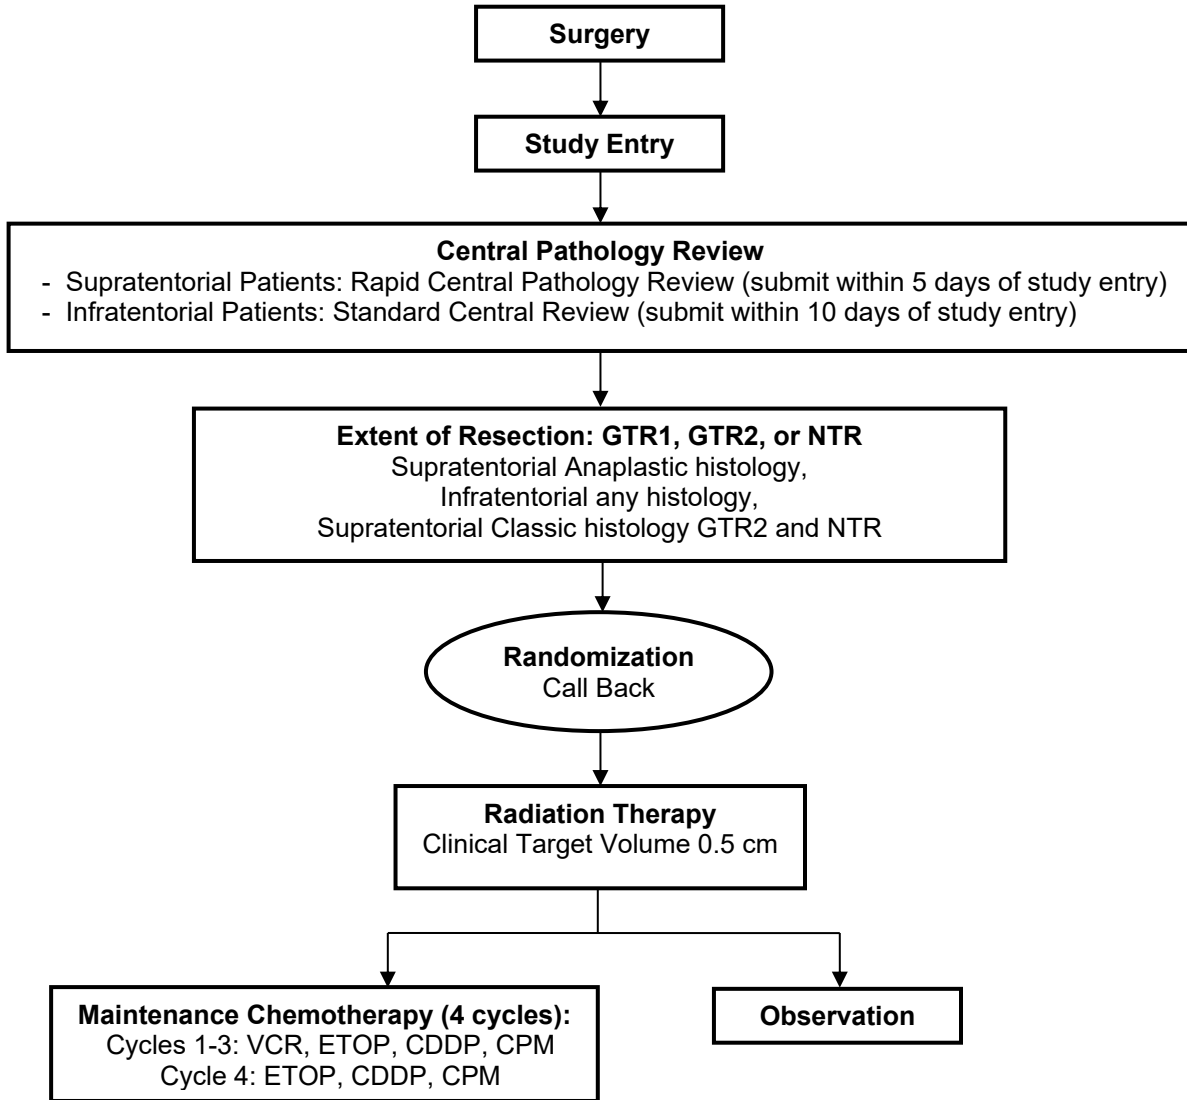 Surgery
Study Entry
Central Pathology Review
- Supratentorial Patients: Rapid Central Pathology Review (submit within 5 days of study entry)
- Infratentorial Patients: Standard Central Review (submit within 10 days of study entry)
Extent of Resection: GTR1, GTR2, or NTR
Supratentorial Anaplastic histology,
Infratentorial any histology,
Supratentorial Classic histology GTR2 and NTR
Randomization
Call Back
Radiation Therapy
Clinical Target Volume 0.5 cm
Maintenance Chemotherapy (4 cycles):
Cycles 1-3: VCR, ETOP, CDDP, CPM
Cycle 4: ETOP, CDDP, CPM
Observation